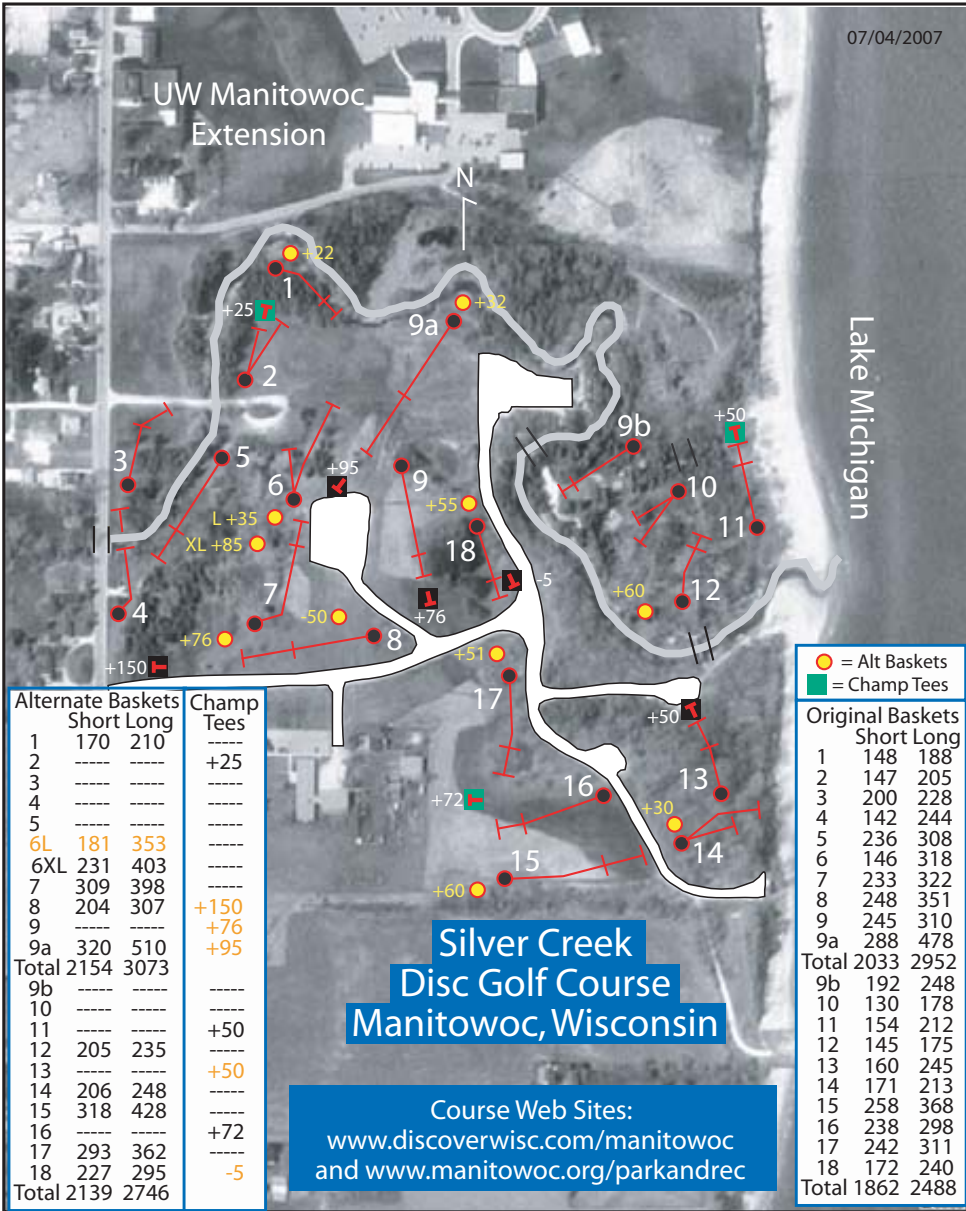 07/04/2007
UW Manitowoc
Extension
N
+22
1
+25
+32
9a
2
Lake Michigan
3
5
+95
6
9
9b
+50
L +35
+55
10
XL +85
18
11
-5
4
7
-50
+76
+60
12
+76
8
+150
+51
17
+50
16
13
+72
+30
14
15
+60
Alternate Baskets Champ
Short Long Tees
1 170 210 -----
2 ----- ----- +25
3 ----- ----- -----
4 ----- ----- -----
5 ----- ----- -----
6L 181 353 -----
6XL 231 403 -----
7 309 398 -----
8 204 307 +150
9 ----- ----- +76
9a 320 510 +95
Total 2154 3073
9b ----- ----- -----
10 ----- ----- -----
11 ----- ----- +50
12 205 235 -----
13 ----- ----- +50
14 206 248 -----
15 318 428 -----
16 ----- ----- +72
17 293 362 -----
18 227 295 -5
Total 2139 2746
Silver Creek
Disc Golf Course
Manitowoc, Wisconsin
Course Web Sites:
www.discoverwisc.com/manitowoc
and www.manitowoc.org/parkandrec
= Alt Baskets
= Champ Tees
Original Baskets
Short Long
1 148 188
2 147 205
3 200 228
4 142 244
5 236 308
6 146 318
7 233 322
8 248 351
9 245 310
9a 288 478
Total 2033 2952
9b 192 248
10 130 178
11 154 212
12 145 175
13 160 245
14 171 213
15 258 368
16 238 298
17 242 311
18 172 240
Total 1862 2488